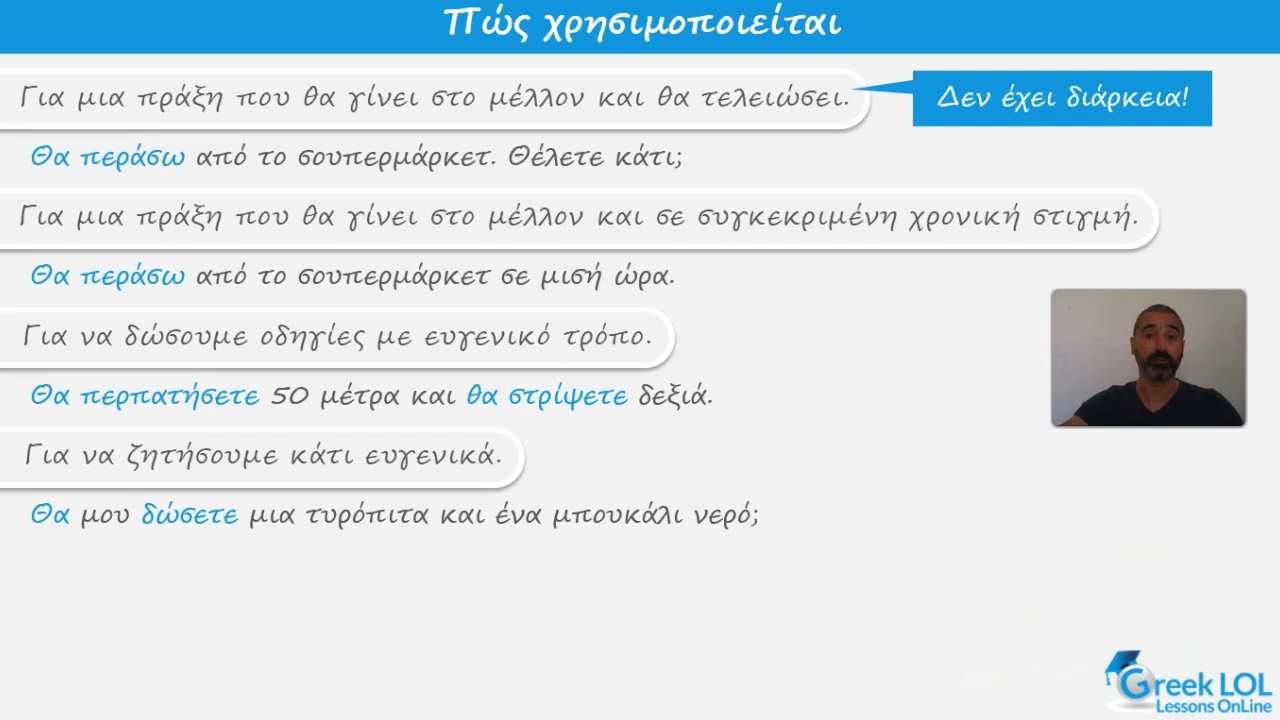 Πώς χρησιμοποιείται
Για μια πράξη που θα γίνει στο μέλλον και θα τελειώσει.
Δεν έχει διάρκεια!
Θα περάσω από το σουπερμάρκετ. Θέλετε κάτι;
Για μια πράξη που θα γίνει στο μέλλον και σε συγκεκριμένη χρονική στιγμή.
Θα περάσω από το σουπερμάρκετ σε μισή ώρα.
Για να δώσουμε οδηγίες με ευγενικό τρόπο.
Θα περπατήσετε 50 μέτρα και θα στρίψετε δεξιά.
Για να ζητήσουμε κάτι ευγενικά.
Θα μου δώσετε μια τυρόπιτα και ένα μπουκάλι νερό;
Greek LOL
Lessons OnLine